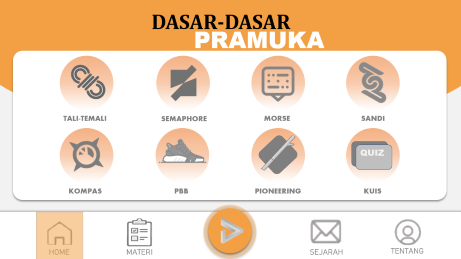 DASAR-DASAR
PRAMUKA
TALI-TEMALI
SEMAPHORE
MORSE
SANDI
QUIZ
KOMPAS
PBB
PIONEERING
KUIS
HOME
MATERI
SEJARAH
TENTANG